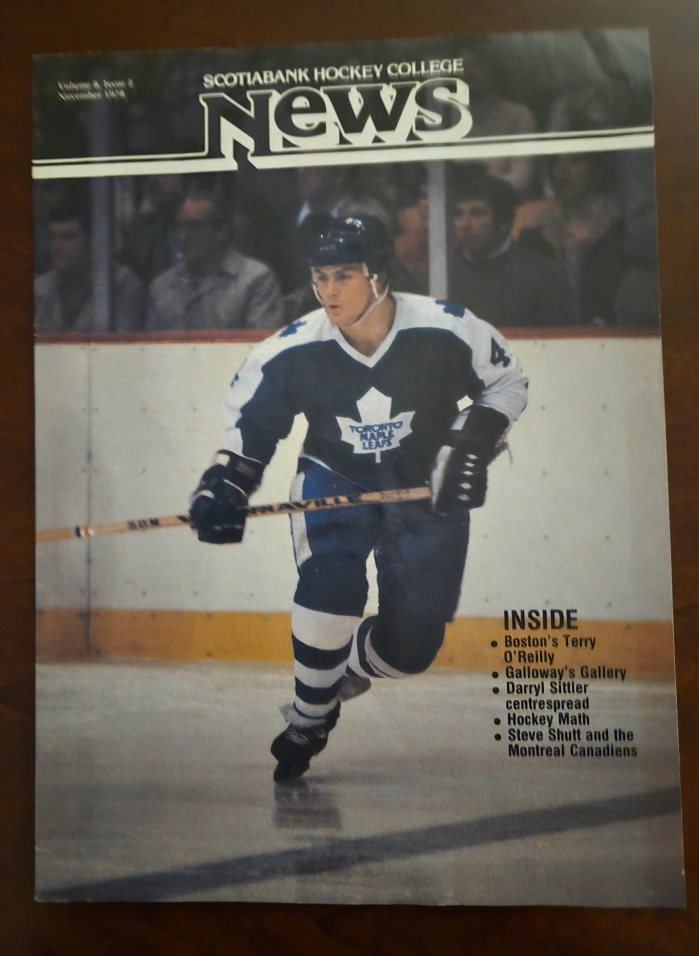 Volume 8, Issue 2
November 1978
SCOTIABANK HOCKEY COLLEGE
News
4
TORONTO
MAPLE
LEAFS
INSIDE
• Boston's Terry
O'Reilly
• Galloway's Gallery
• Darryl Sittler
centrespread
• Hockey Math
• Steve Shutt and the
Montreal Canadiens